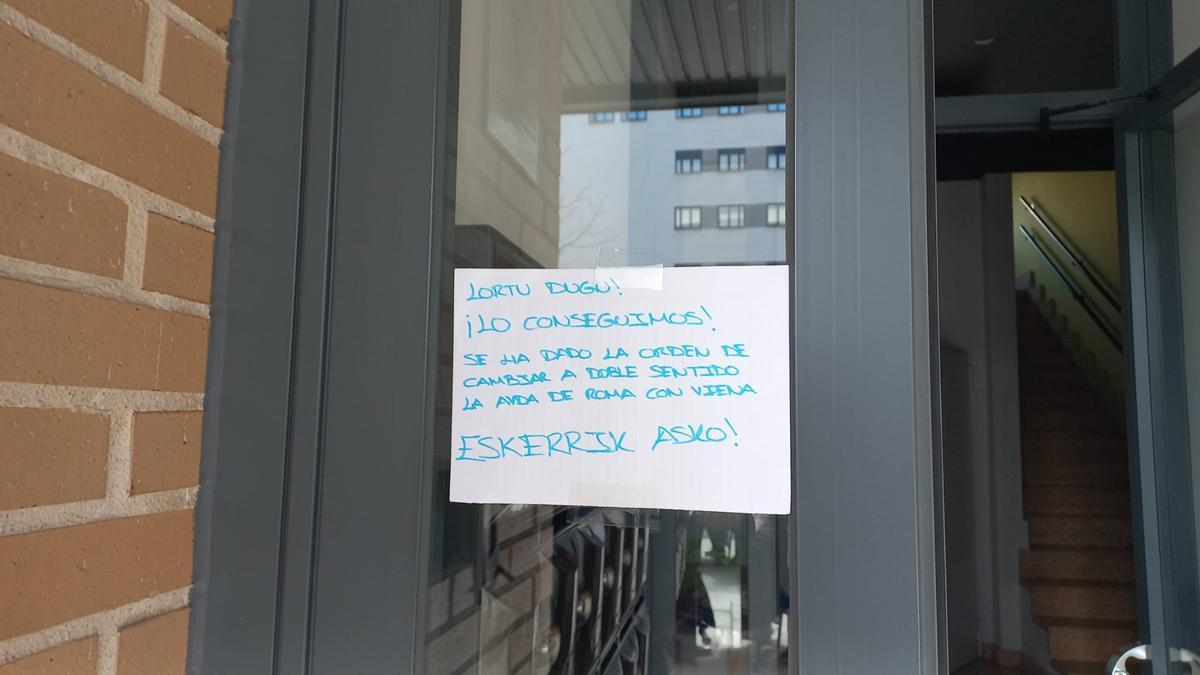 LORTU DUGU!
¡LO CONSEGUIMOS!
SE HA DADO LA ORDEN DE
CAMBIAR A DOBLE SENTIDO
LA AVDA DE ROMA CON VIENA
ESKERRIK ASKO!